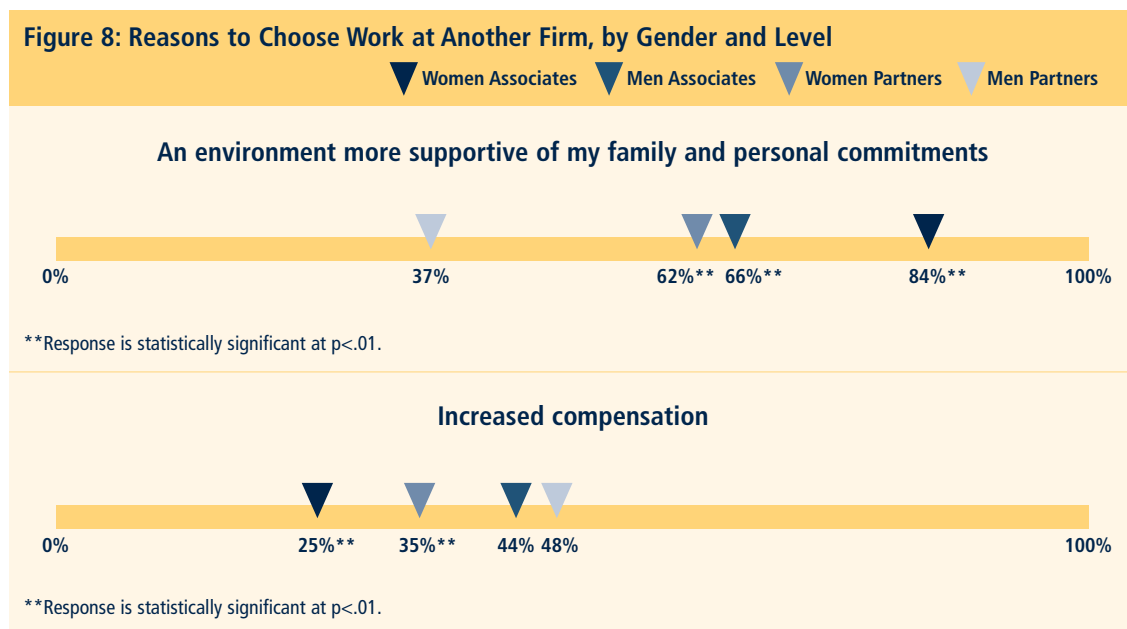 Figure 8: Reasons to Choose Work at Another Firm, by Gender and Level
Women Associates Men Associates Women Partners Men Partners
An environment more supportive of my family and personal commitments
0% 37% 62%** 66%** 84%** 100%
**Response is statistically significant at p<.01.
Increased compensation
0% 25%** 35%** 44% 48% 100%
**Response is statistically significant at p<.01.